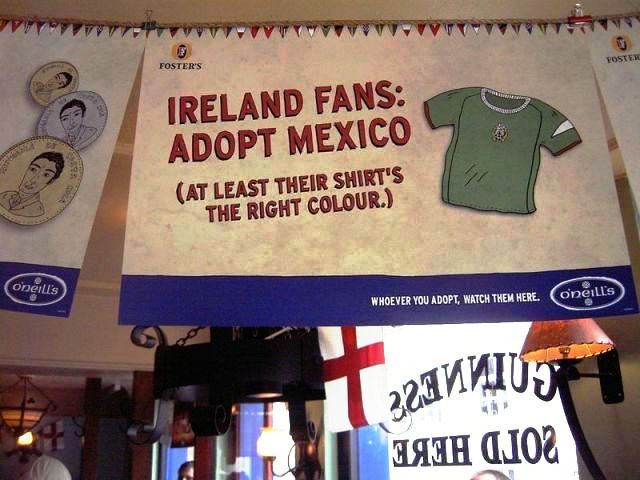 FOSTER'S
IRELAND FANS:
ADOPT MEXICO
(AT LEAST THEIR SHIRT'S
THE RIGHT COLOUR.)
WHOEVER YOU ADOPT, WATCH THEM HERE.
o'neill's
o'neill's
FOSTER'S
GUINNESS
SOLD HERE